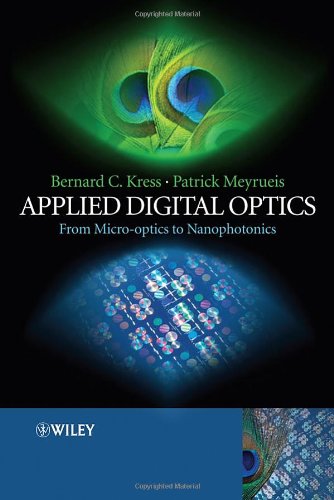 Bernard C. Kress · Patrick Meyrueis
APPLIED DIGITAL OPTICS
From Micro-optics to Nanophotonics
WILEY